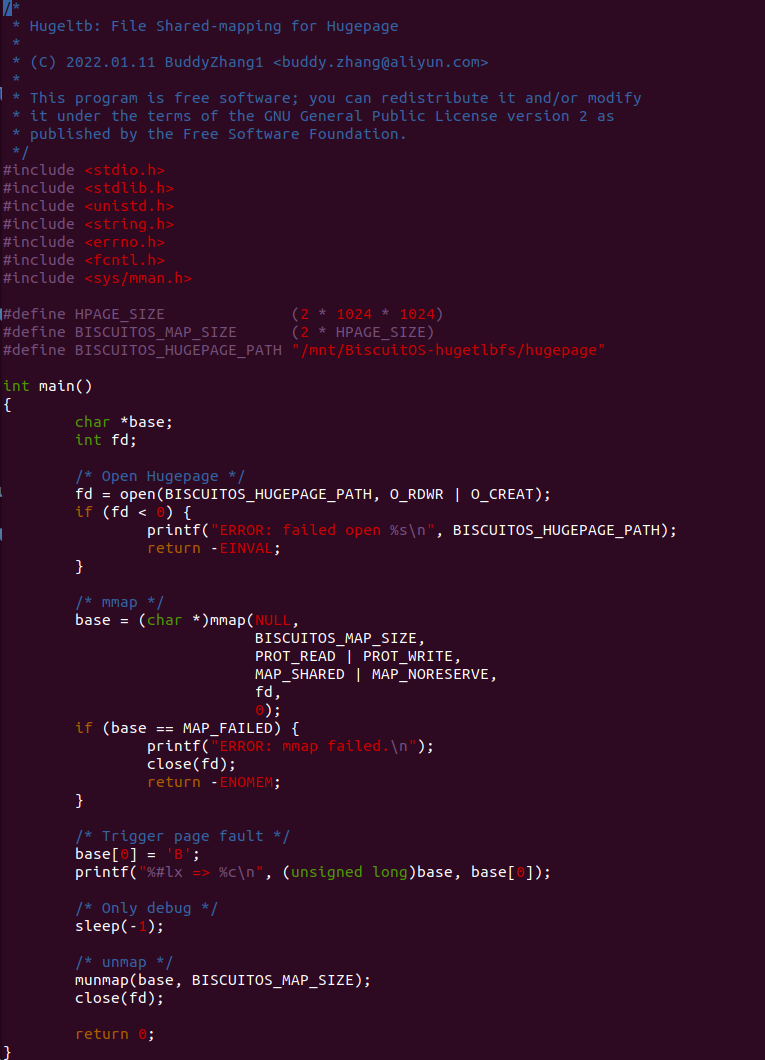 /*
 * Hugeltb: File Shared-mapping for Hugepage
 *
 * (C) 2022.01.11 BuddyZhang1 <buddy.zhang@aliyun.com>
 *
 * This program is free software; you can redistribute it and/or modify
 * it under the terms of the GNU General Public License version 2 as
 * published by the Free Software Foundation.
 */
#include <stdio.h>
#include <stdlib.h>
#include <unistd.h>
#include <string.h>
#include <errno.h>
#include <fcntl.h>
#include <sys/mman.h>

#define HPAGE_SIZE              (2 * 1024 * 1024)
#define BISCUITOS_MAP_SIZE      (2 * HPAGE_SIZE)
#define BISCUITOS_HUGEPAGE_PATH "/mnt/BiscuitOS-hugetlbfs/hugepage"

int main()
{
        char *base;
        int fd;

        /* Open Hugepage */
        fd = open(BISCUITOS_HUGEPAGE_PATH, O_RDWR | O_CREAT);
        if (fd < 0) {
                printf("ERROR: failed open %s\n", BISCUITOS_HUGEPAGE_PATH);
                return -EINVAL;
        }

        /* mmap */
        base = (char *)mmap(NULL,
                            BISCUITOS_MAP_SIZE,
                            PROT_READ | PROT_WRITE,
                            MAP_SHARED | MAP_NORESERVE,
                            fd,
                            0);
        if (base == MAP_FAILED) {
                printf("ERROR: mmap failed.\n");
                close(fd);
                return -ENOMEM;
        }

        /* Trigger page fault */
        base[0] = 'B';
        printf("%#lx => %c\n", (unsigned long)base, base[0]);

        /* Only debug */
        sleep(-1);

        /* unmap */
        munmap(base, BISCUITOS_MAP_SIZE);
        close(fd);

        return 0;
}